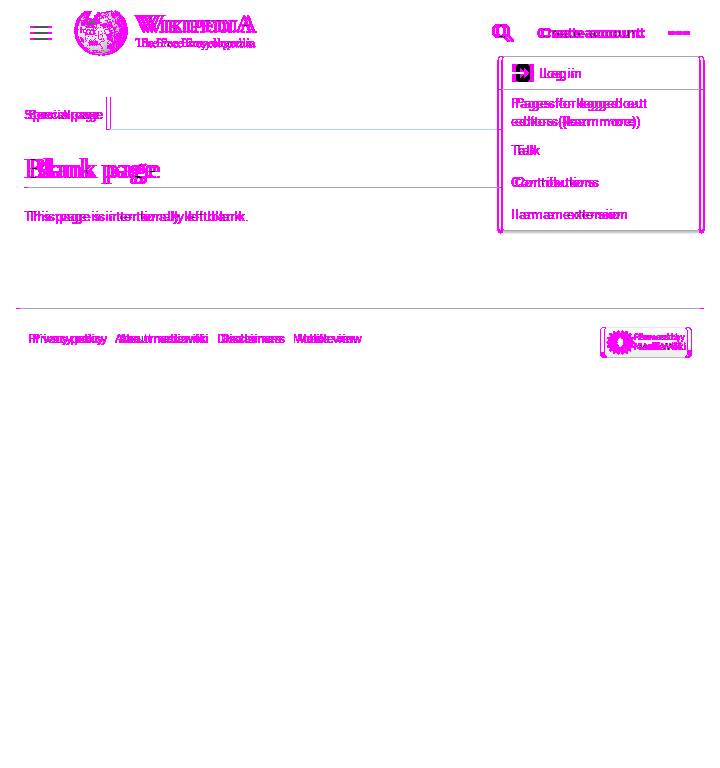 WIKIPEDIA
The Free Encyclopedia
Create account
Log in
Pages for logged out
editors (learn more)
Talk
Contributions
I am an extension
Special page
Blank page
This page is intentionally left blank.
Privacy policy About mediawiki Disclaimers Mobile view
Powered by
MediaWiki